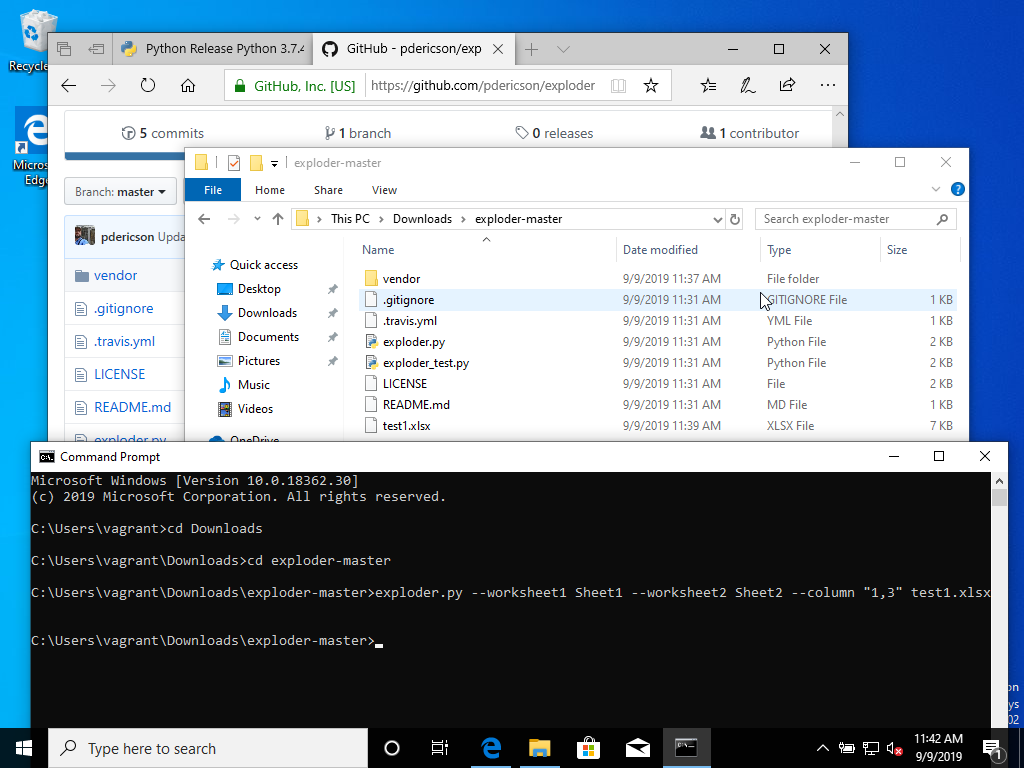 Recycle
Micros
Edge
Python Release Python 3.7.4
GitHub - pdericson/exp
GitHub, Inc. [US]
https://github.com/pdericson/exploder
5 commits
1 branch
0 releases
1 contributor
Branch: master
pdericson Upda
vendor
.gitignore
.travis.yml
LICENSE
README.md
exploder.py
exploder-master
File
Home
Share
View
This PC
Downloads
exploder-master
Search exploder-master
Name
Date modified
Type
Size
Quick access
Desktop
Downloads
Documents
Pictures
Music
Videos
OneDrive
vendor 9/9/2019 11:37 AM File folder
.gitignore 9/9/2019 11:31 AM GITIGNORE File 1 KB
.travis.yml 9/9/2019 11:31 AM YML File 1 KB
exploder.py 9/9/2019 11:31 AM Python File 2 KB
exploder_test.py 9/9/2019 11:31 AM Python File 2 KB
LICENSE 9/9/2019 11:31 AM File 2 KB
README.md 9/9/2019 11:31 AM MD File 1 KB
test1.xlsx 9/9/2019 11:39 AM XLSX File 7 KB
Command Prompt
Microsoft Windows [Version 10.0.18362.30]
(c) 2019 Microsoft Corporation. All rights reserved.
C:\Users\vagrant>cd Downloads
C:\Users\vagrant\Downloads>cd exploder-master
C:\Users\vagrant\Downloads\exploder-master>exploder.py --worksheet1 Sheet1 --worksheet2 Sheet2 --column "1,3" test1.xlsx
C:\Users\vagrant\Downloads\exploder-master>
on
ys
02
Type here to search
11:42 AM
9/9/2019
1